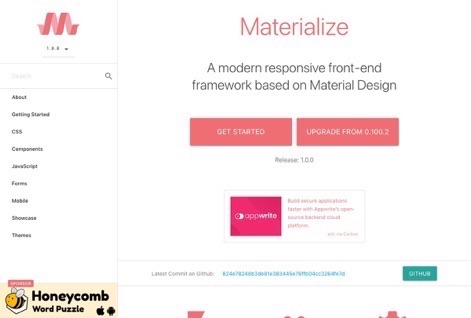 1.0.0
Search
About
Getting Started
CSS
Components
JavaScript
Forms
Mobile
Showcase
Themes
SPONSOR
Honeycomb
Word Puzzle
Materialize
A modern responsive front-end
framework based on Material Design
GET STARTED
UPGRADE FROM 0.100.2
Release: 1.0.0
appwrite
Build secure applications
faster with Appwrite's open-
source backend cloud
platform.
ads via Carbon
Latest Commit on Github:
GITHUB